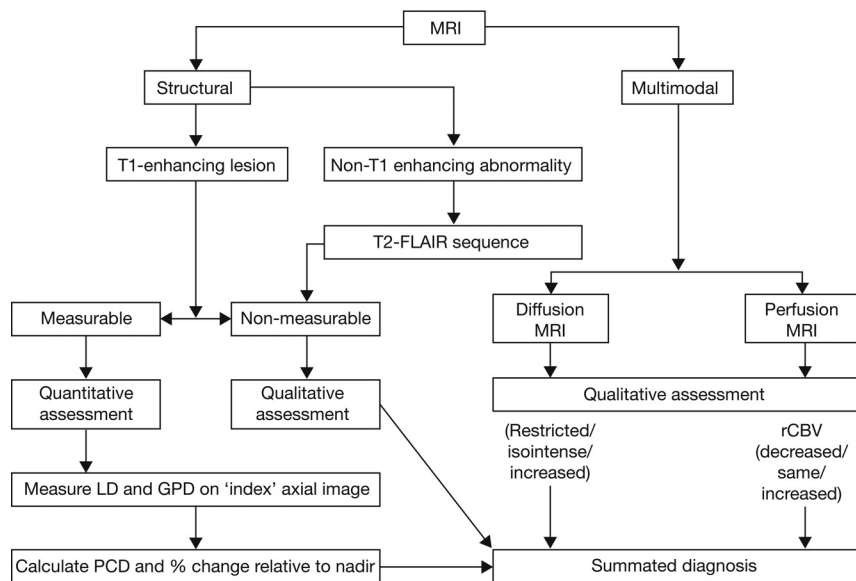 MRI
Structural
Multimodal
T1-enhancing lesion
Non-T1 enhancing abnormality
T2-FLAIR sequence
Measurable
Non-measurable
Diffusion
MRI
Perfusion
MRI
Quantitative
assessment
Qualitative
assessment
Qualitative assessment
(Restricted/
isointense/
increased)
rCBV
(decreased/
same/
increased)
Measure LD and GPD on ‘index’ axial image
Calculate PCD and % change relative to nadir
Summated diagnosis